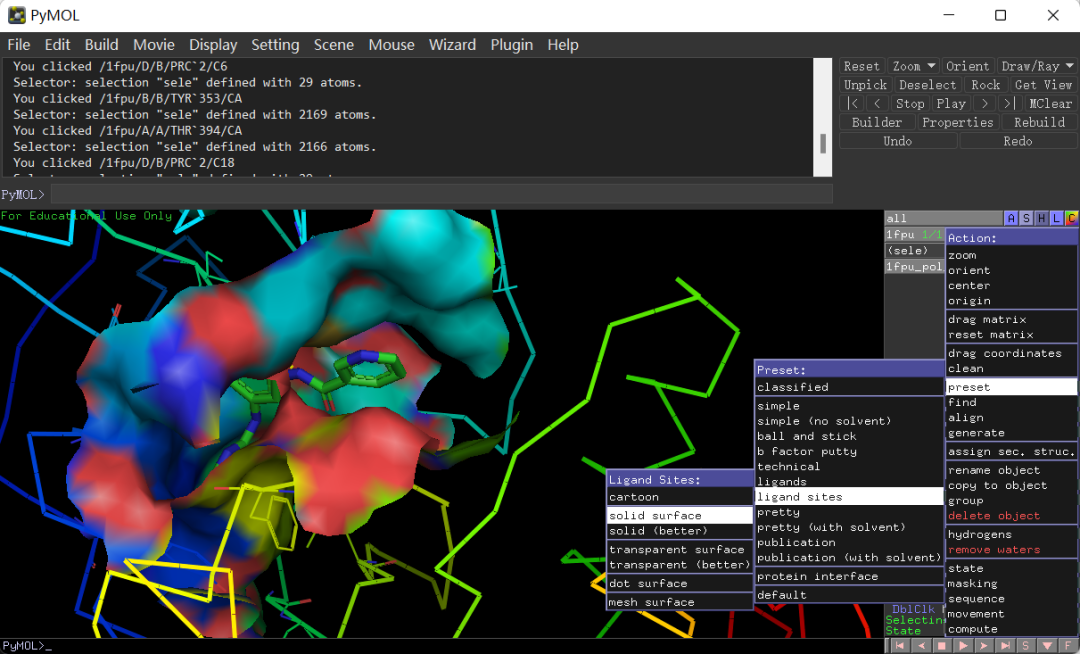 PyMOL
File Edit Build Movie Display Setting Scene Mouse Wizard Plugin Help
You clicked /1fpu/D/B/PRC`2/C6
Selector: selection "sele" defined with 29 atoms.
You clicked /1fpu/B/B/TYR`353/CA
Selector: selection "sele" defined with 2169 atoms.
You clicked /1fpu/A/A/THR`394/CA
Selector: selection "sele" defined with 2166 atoms.
You clicked /1fpu/D/B/PRC`2/C18
Reset Zoom Orient Draw/Ray
Unpick Deselect Rock Get View
|< < Stop Play > >| MClear
Builder Properties Rebuild
Undo Redo
PyMOL>
For Educational Use Only
all A S H L C
1fpu 1/1
(sele)
1fpu_pol
Action:
zoom
orient
center
origin
drag matrix
reset matrix
drag coordinates
clean
preset
find
align
generate
assign sec. struc.
rename object
copy to object
group
delete object
hydrogens
remove waters
state
masking
sequence
movement
compute
Preset:
classified
simple
simple (no solvent)
ball and stick
b factor putty
technical
ligands
ligand sites
pretty
pretty (with solvent)
publication
publication (with solvent)
protein interface
default
Ligand Sites:
cartoon
solid surface
solid (better)
transparent surface
transparent (better)
dot surface
mesh surface
DblClk
Selectin
State
PyMOL>_
S F